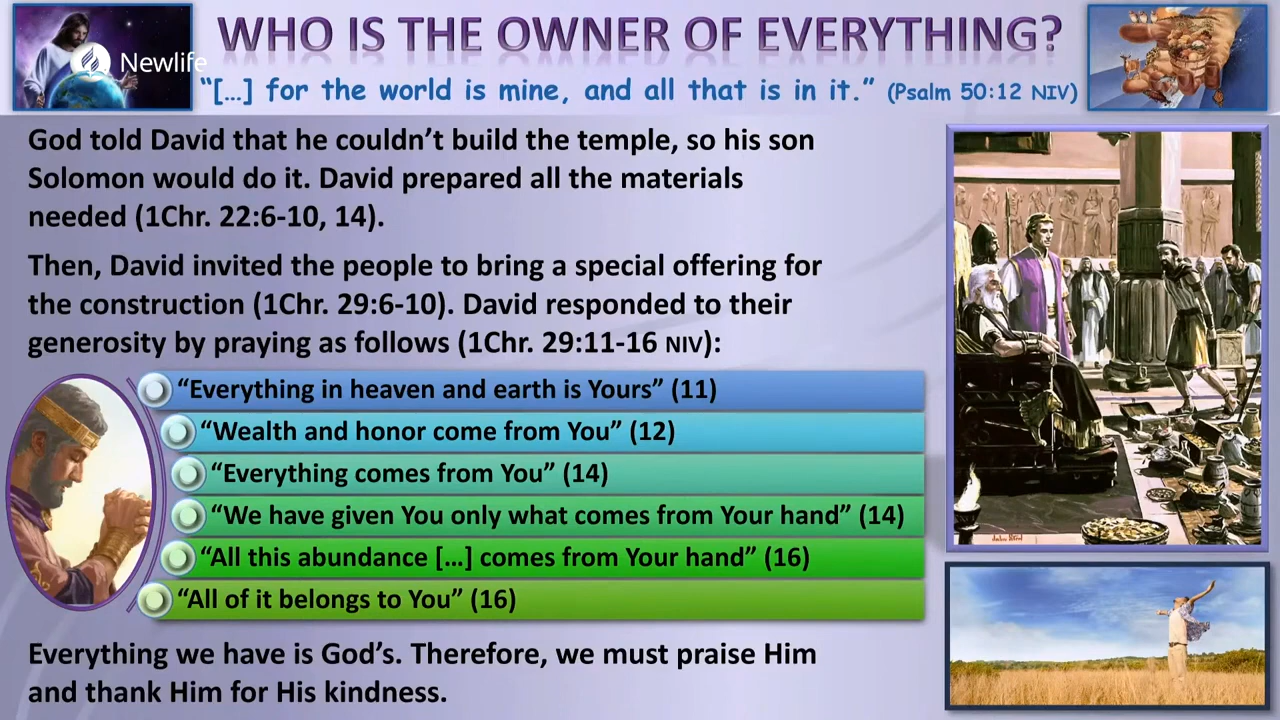 WHO IS THE OWNER OF EVERYTHING?
Newlife
“[…] for the world is mine, and all that is in it.” (Psalm 50:12 NIV)
God told David that he couldn’t build the temple, so his son
Solomon would do it. David prepared all the materials
needed (1Chr. 22:6-10, 14).
Then, David invited the people to bring a special offering for
the construction (1Chr. 29:6-10). David responded to their
generosity by praying as follows (1Chr. 29:11-16 NIV):
“Everything in heaven and earth is Yours” (11)
“Wealth and honor come from You” (12)
“Everything comes from You” (14)
“We have given You only what comes from Your hand” (14)
“All this abundance […] comes from Your hand” (16)
“All of it belongs to You” (16)
Everything we have is God’s. Therefore, we must praise Him
and thank Him for His kindness.